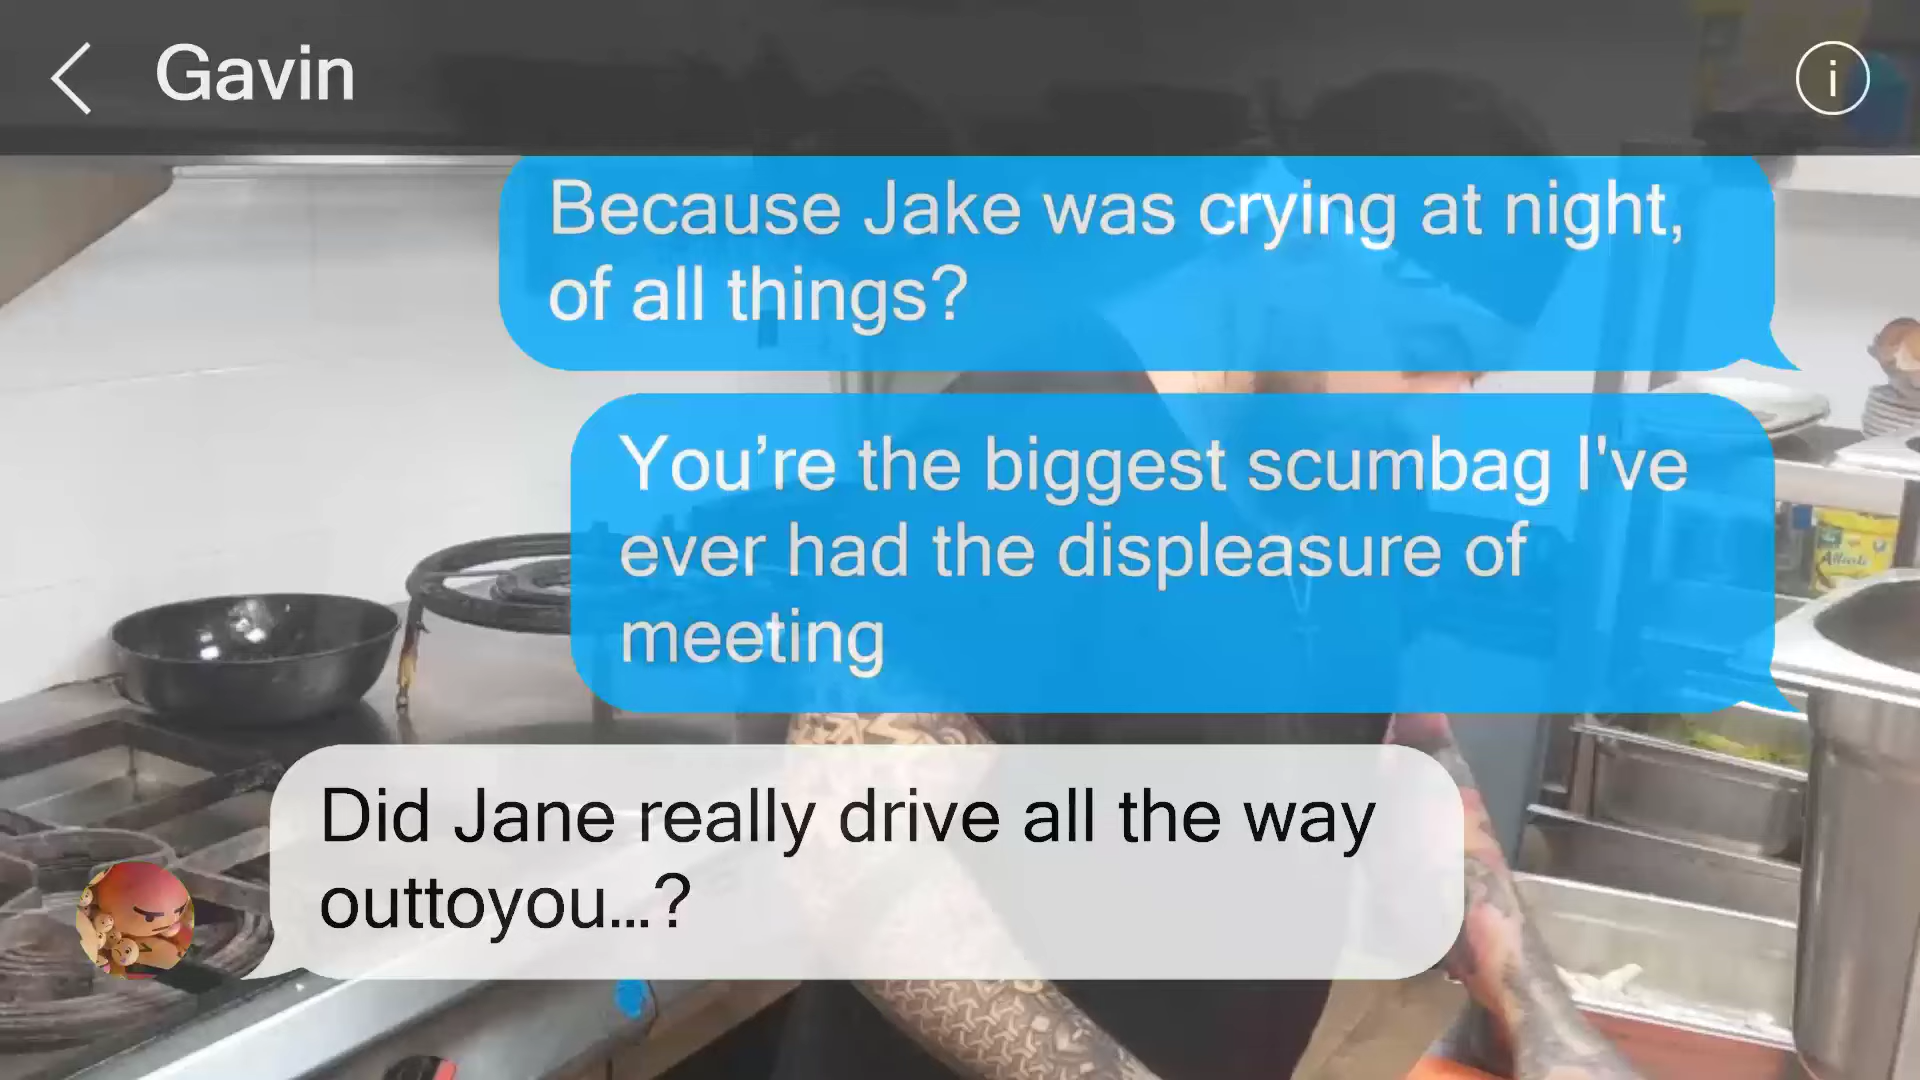 Gavin
i
Because Jake was crying at night,
of all things?
You’re the biggest scumbag I've
ever had the displeasure of
meeting
Did Jane really drive all the way
outtoyou...?